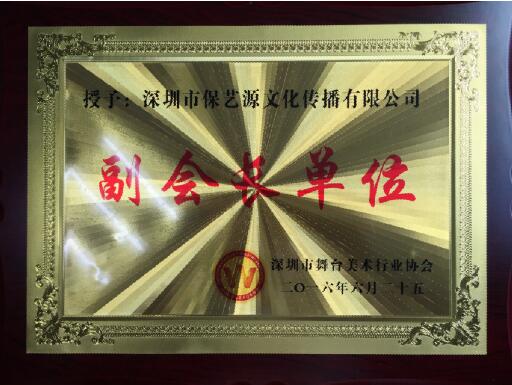 授予：深圳市保艺源文化传播有限公司
副会长单位
深圳市舞台美术行业协会
二〇一六年六月二十五